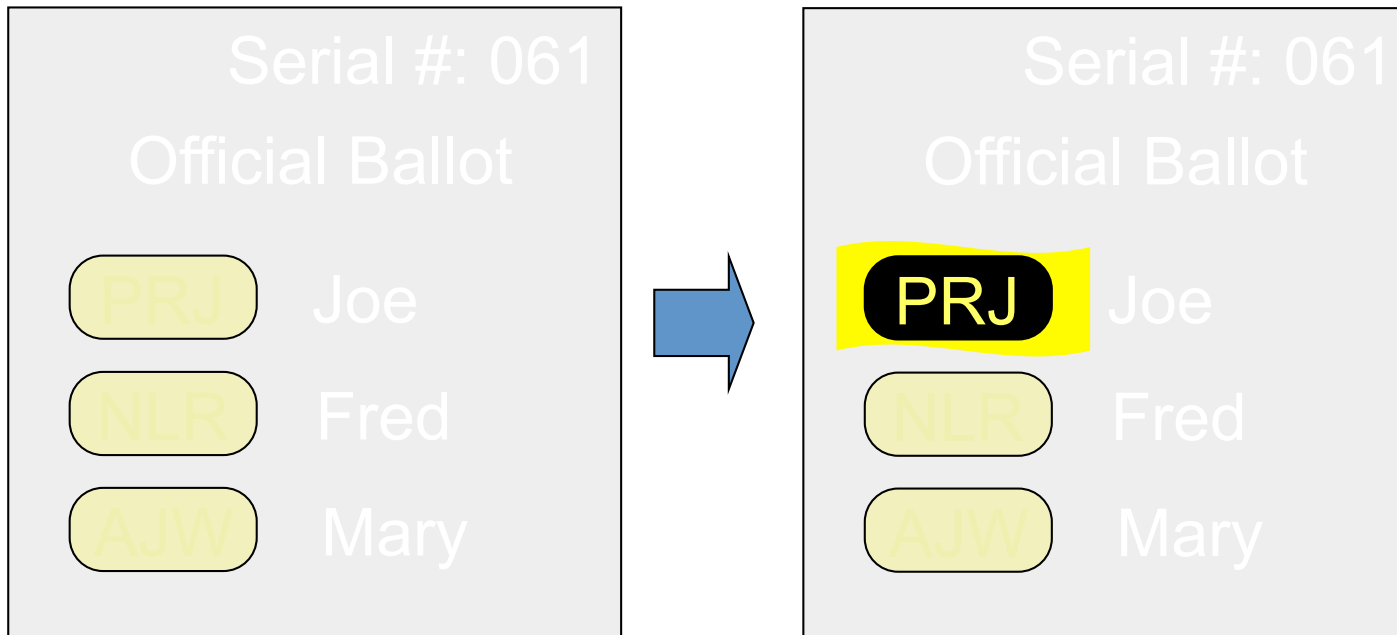 Serial #: 061
Official Ballot
PRJ Joe
NLR Fred
AJW Mary
Serial #: 061
Official Ballot
PRJ Joe
NLR Fred
AJW Mary